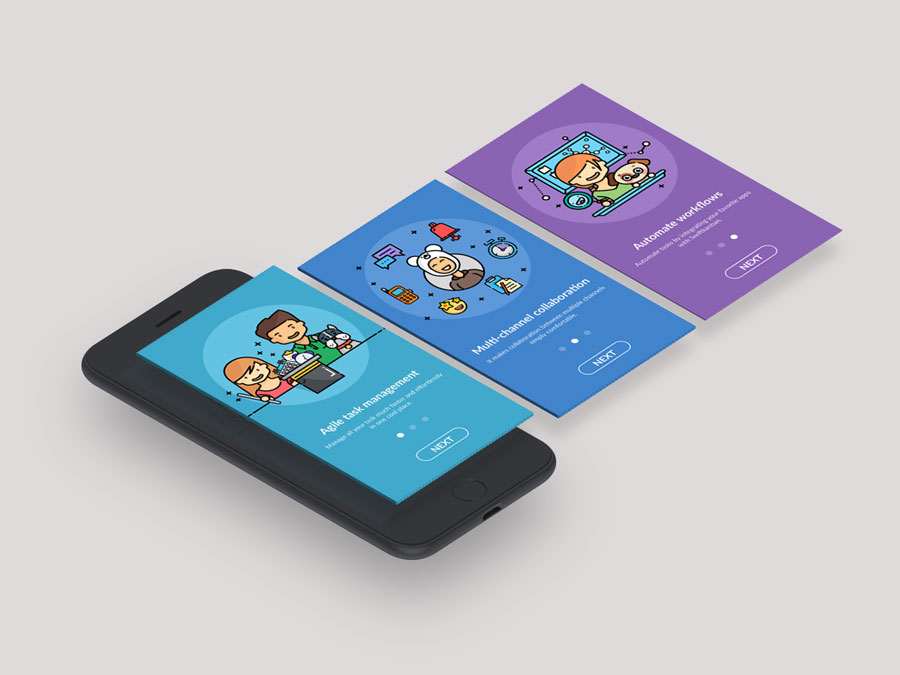 Agile task management
Manage all your task much faster and effortlessly
in one cool place.
NEXT
Multi-channel collaboration
It makes collaboration between multiple channels
simply comfortable.
NEXT
Automate workflows
Automate tasks by integrating your favorite apps
with Swiftkanban.
NEXT